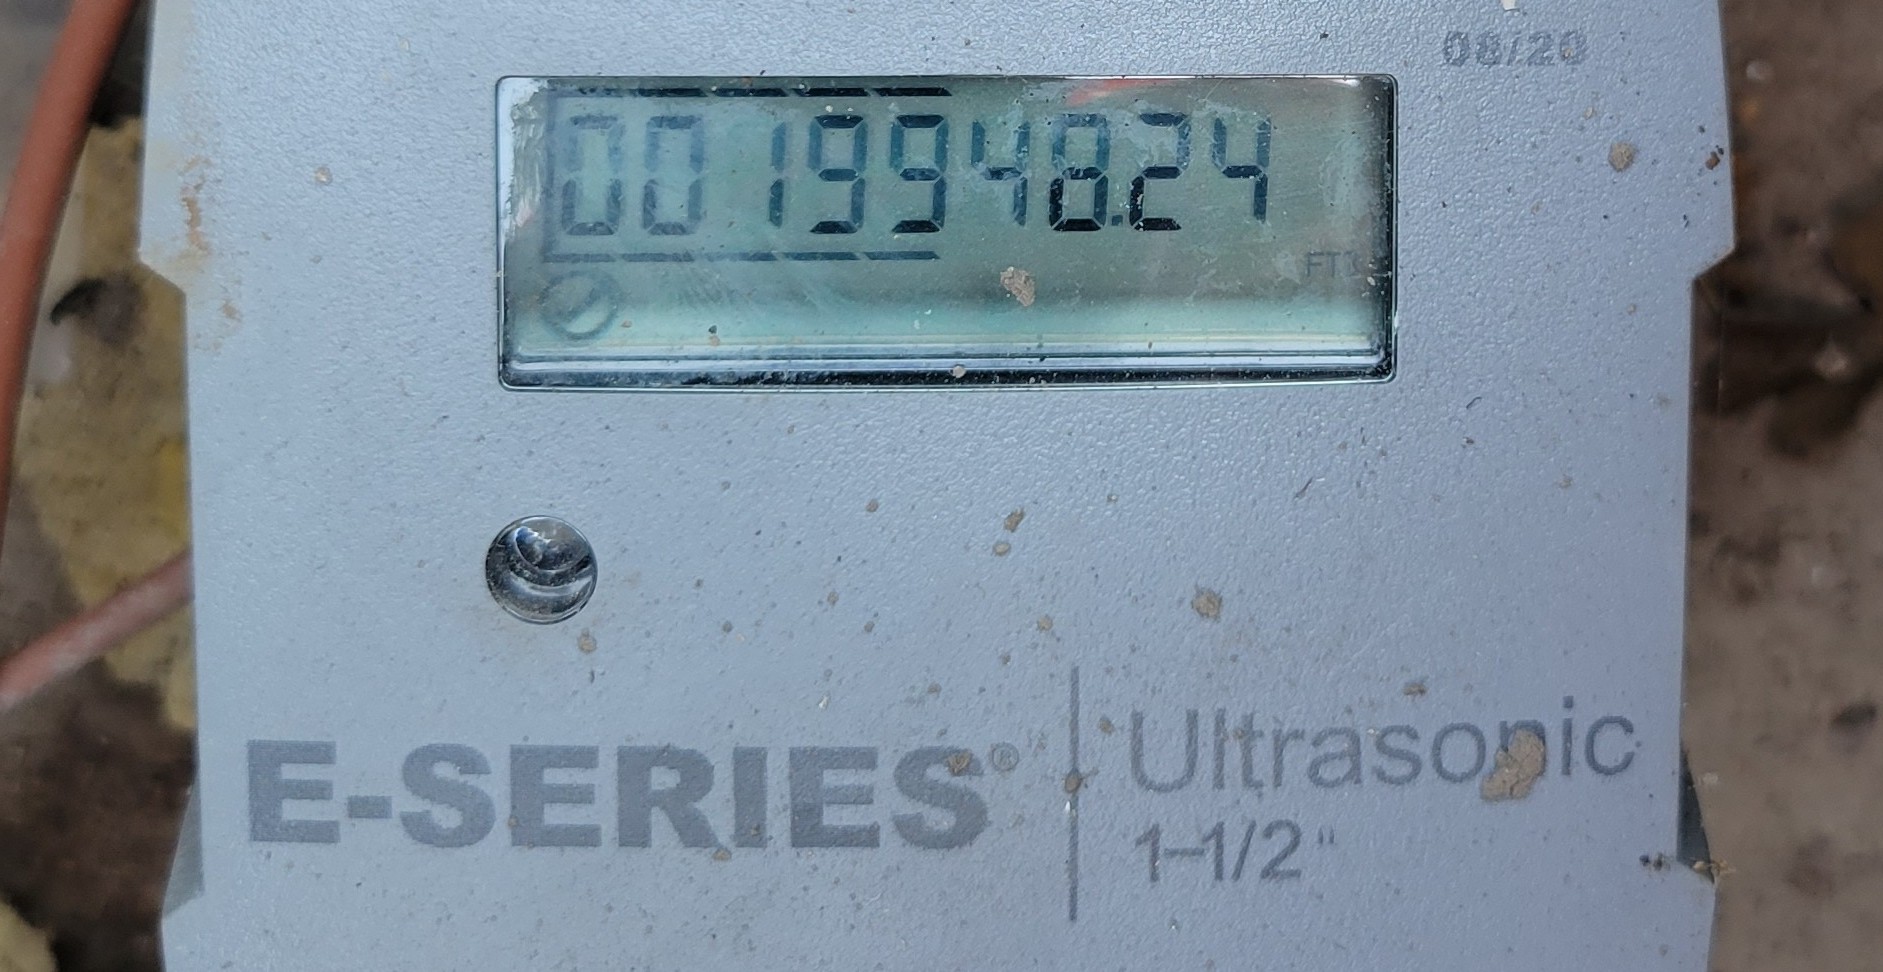 08/20
0019948.24
FT3
E-SERIES®
Ultrasonic
1-1/2"